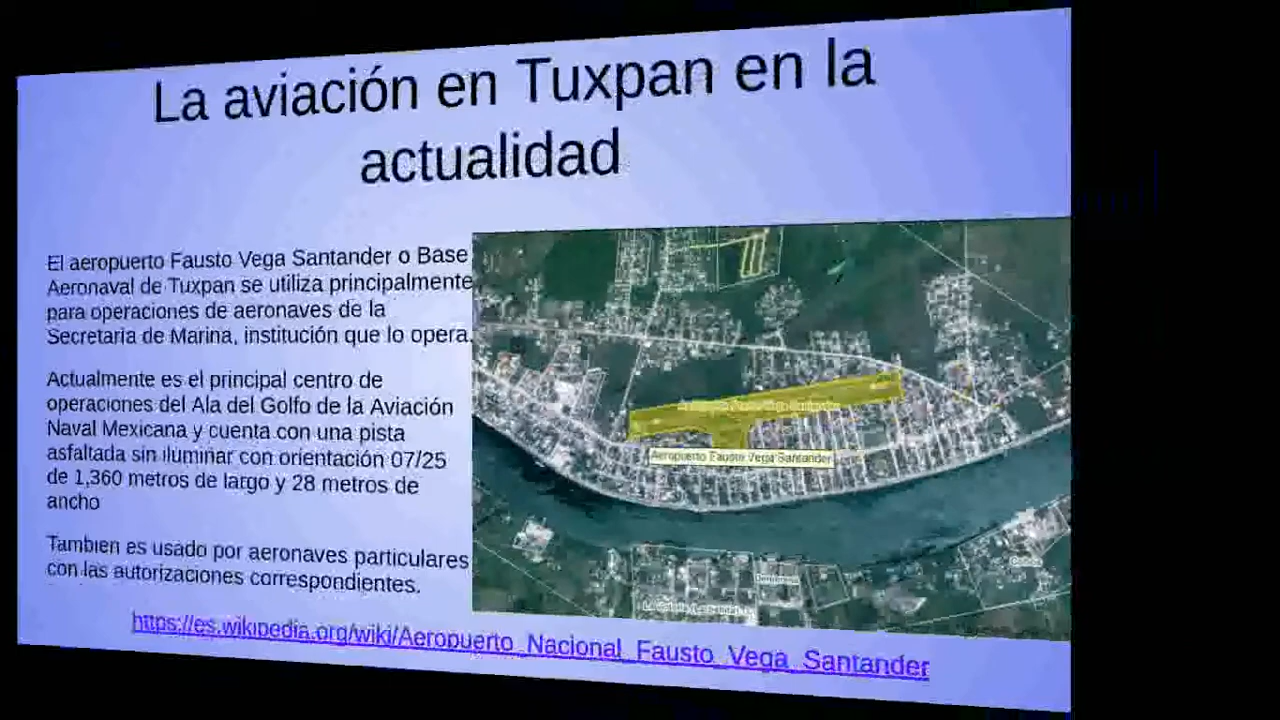 La aviación en Tuxpan en la
actualidad
El aeropuerto Fausto Vega Santander o Base
Aeronaval de Tuxpan se utiliza principalmente
para operaciones de aeronaves de la
Secretaria de Marina, institución que lo opera.
Actualmente es el principal centro de
operaciones del Ala del Golfo de la Aviación
Naval Mexicana y cuenta con una pista
asfaltada sin iluminar con orientación 07/25
de 1,360 metros de largo y 28 metros de
ancho
Tambien es usado por aeronaves particulares
con las autorizaciones correspondientes.
Aeropuerto Fausto Vega Santander
https://es.wikipedia.org/wiki/Aeropuerto_Nacional_Fausto_Vega_Santander